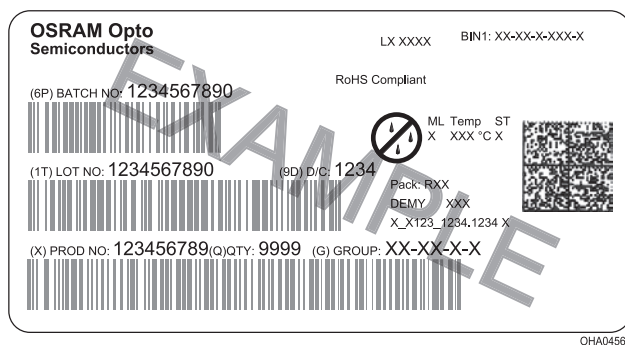 OSRAM Opto
Semiconductors
LX XXXX
BIN1: XX-XX-X-XXX-X
RoHS Compliant
(6P) BATCH NO: 1234567890
ML Temp ST
X XXX °C X
(1T) LOT NO: 1234567890 (9D) D/C: 1234
Pack: RXX
DEMY XXX
X_X123_1234.1234 X
(X) PROD NO: 123456789(Q)QTY: 9999 (G) GROUP: XX-XX-X-X
EXAMPLE
OHA0456